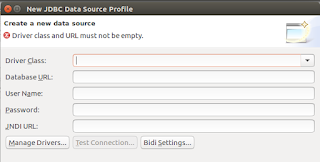 New JDBC Data Source Profile
Create a new data source
Driver class and URL must not be empty.
Driver Class:
Database URL:
User Name:
Password:
JNDI URL:
Manage Drivers... Test Connection... Bidi Settings...